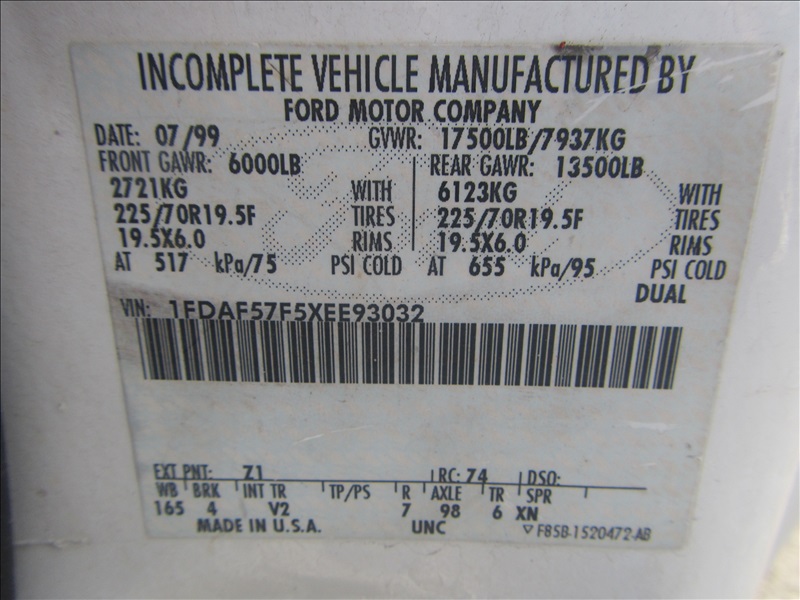 INCOMPLETE VEHICLE MANUFACTURED BY
FORD MOTOR COMPANY
DATE: 07/99 GVWR: 17500LB/7937KG
FRONT GAWR: 6000LB REAR GAWR: 13500LB
2721KG WITH 6123KG WITH
225/70R19.5F TIRES 225/70R19.5F TIRES
19.5X6.0 RIMS 19.5X6.0 RIMS
AT 517 kPa/75 PSI COLD AT 655 kPa/95 PSI COLD
DUAL
VIN: 1FDAF57F5XEE93032
EXT PNT: Z1 RC: 74 DSO:
WB BRK INT TR TP/PS R AXLE TR SPR
165 4 V2 7 98 6 XN
MADE IN U.S.A. UNC F85B-1520472-AB